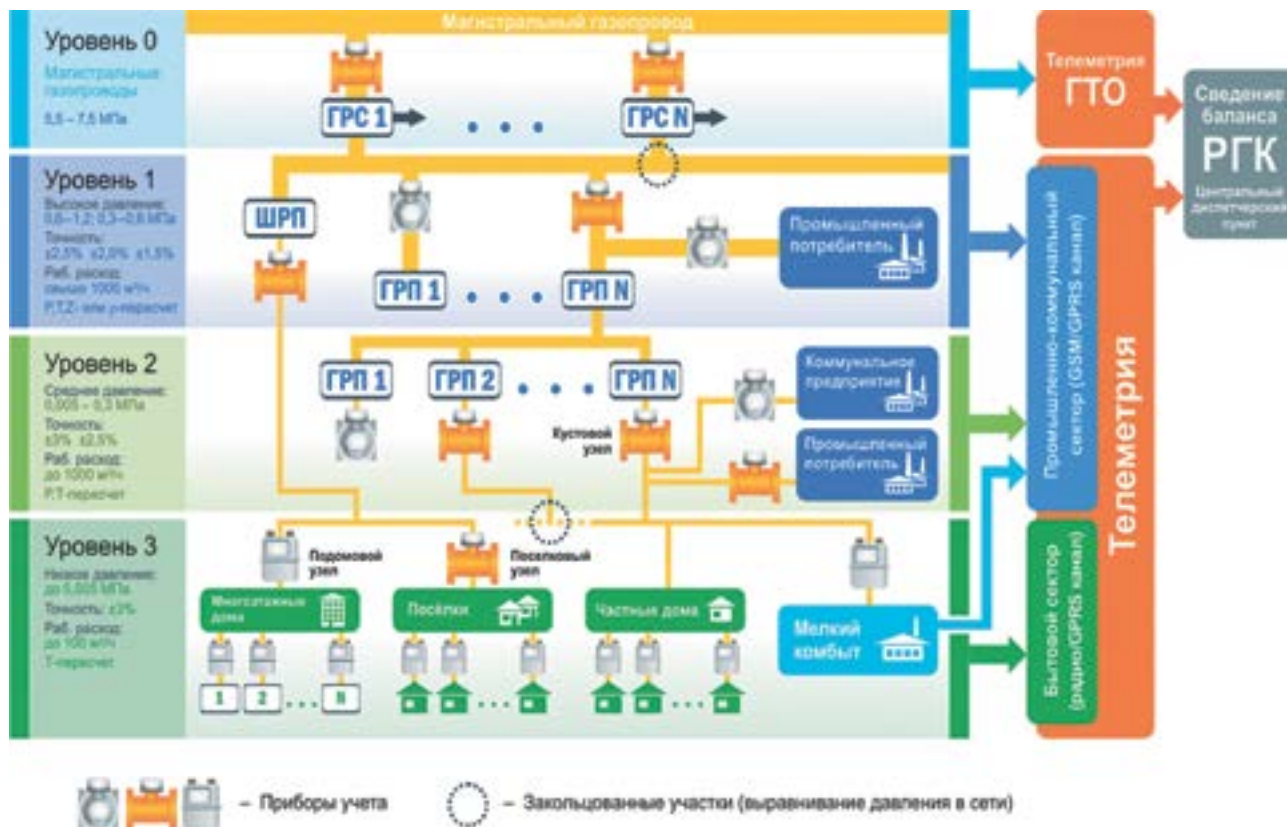 Магистральный газопровод
Уровень 0
Магистральные
газопроводы
5,5 – 7,5 МПа
ГРС 1
ГРС N
Телеметрия
ГТО
Сведение
баланса
РГК
Центральный
диспетчерский
пункт
Уровень 1
Высокое давление:
0,6–1,2; 0,3–0,6 МПа
Точность:
±2,5% ±2,0% ±1,5%
Раб. расход:
свыше 1000 м³/ч
P,T,Z- или ρ-пересчет
ШРП
ГРП 1
ГРП N
Промышленный
потребитель
Уровень 2
Среднее давление:
0,005 – 0,3 МПа
Точность:
±3% ±2,5%
Раб. расход:
до 1000 м³/ч
P,T-пересчет
ГРП 1
ГРП 2
ГРП N
Кустовой
узел
Коммунальное
предприятие
Промышленный
потребитель
Уровень 3
Низкое давление:
до 0,005 МПа
Точность: ±3%
Раб. расход:
до 100 м³/ч
T-пересчет
Подомовой
узел
Поселковый
узел
Многоэтажные
дома
Посёлки
Частные дома
Мелкий
комбыт
1
2
...
N
Промышленно-коммунальный
сектор (GSM/GPRS канал)
Бытовой сектор
(радио/GPRS канал)
Телеметрия
– Приборы учета
– Закольцованные участки (выравнивание давления в сети)